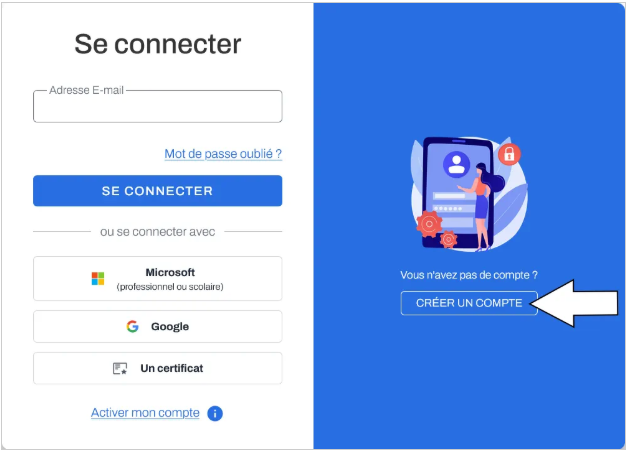 Se connecter
Adresse E-mail
Mot de passe oublié ?
SE CONNECTER
ou se connecter avec
Microsoft
(professionnel ou scolaire)
Google
Un certificat
Activer mon compte
Vous n'avez pas de compte ?
CRÉER UN COMPTE